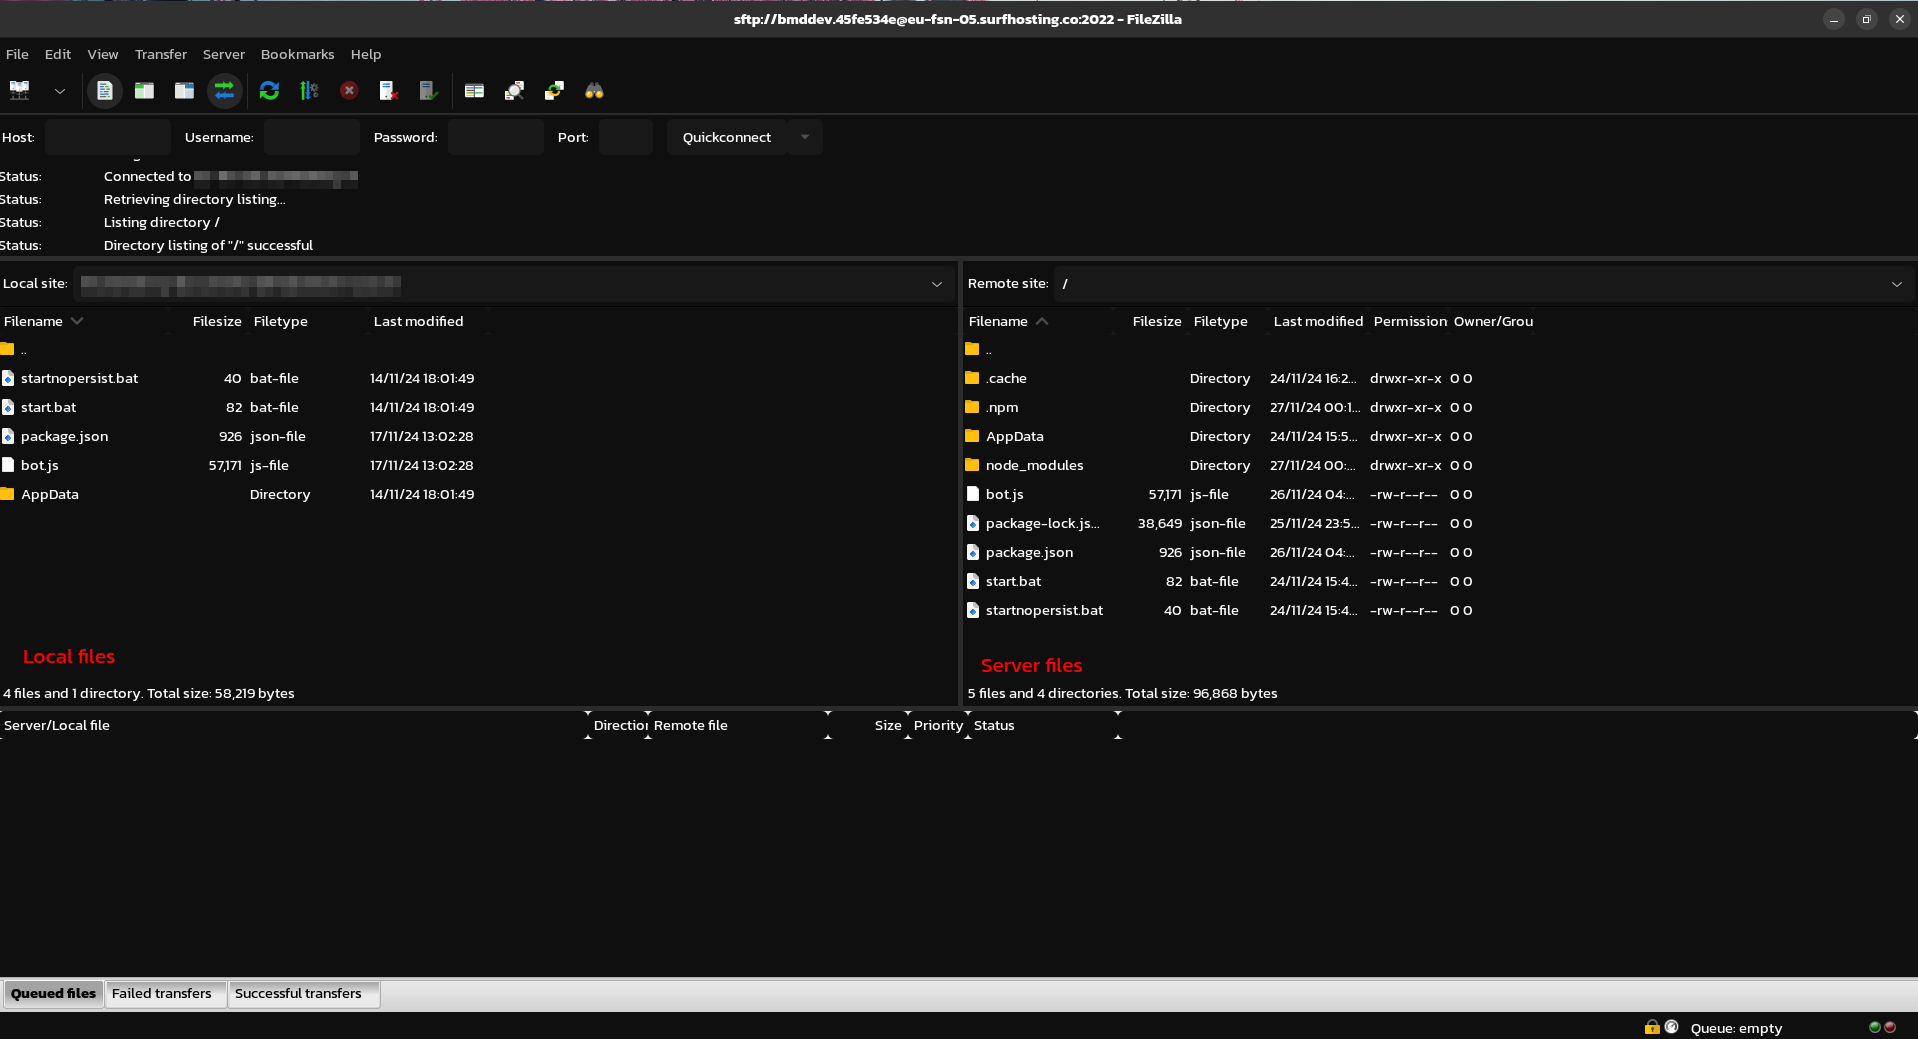 sftp://bmddev.45fe534e@eu-fsn-05.surfhosting.co:2022 - FileZilla
File Edit View Transfer Server Bookmarks Help
Host: Username: Password: Port: Quickconnect
Status: Connected to
Status: Retrieving directory listing...
Status: Listing directory /
Status: Directory listing of "/" successful
Local site:
Filename Filesize Filetype Last modified
..
startnopersist.bat 40 bat-file 14/11/24 18:01:49
start.bat 82 bat-file 14/11/24 18:01:49
package.json 926 json-file 17/11/24 13:02:28
bot.js 57,171 js-file 17/11/24 13:02:28
AppData Directory 14/11/24 18:01:49
Local files
4 files and 1 directory. Total size: 58,219 bytes
Remote site: /
Filename Filesize Filetype Last modified Permission Owner/Grou
..
.cache Directory 24/11/24 16:2... drwxr-xr-x 0 0
.npm Directory 27/11/24 00:1... drwxr-xr-x 0 0
AppData Directory 24/11/24 15:5... drwxr-xr-x 0 0
node_modules Directory 27/11/24 00:... drwxr-xr-x 0 0
bot.js 57,171 js-file 26/11/24 04:... -rw-r--r-- 0 0
package-lock.js... 38,649 json-file 25/11/24 23:5... -rw-r--r-- 0 0
package.json 926 json-file 26/11/24 04:... -rw-r--r-- 0 0
start.bat 82 bat-file 24/11/24 15:4... -rw-r--r-- 0 0
startnopersist.bat 40 bat-file 24/11/24 15:4... -rw-r--r-- 0 0
Server files
5 files and 4 directories. Total size: 96,868 bytes
Server/Local file Direction Remote file Size Priority Status
Queued files Failed transfers Successful transfers
Queue: empty